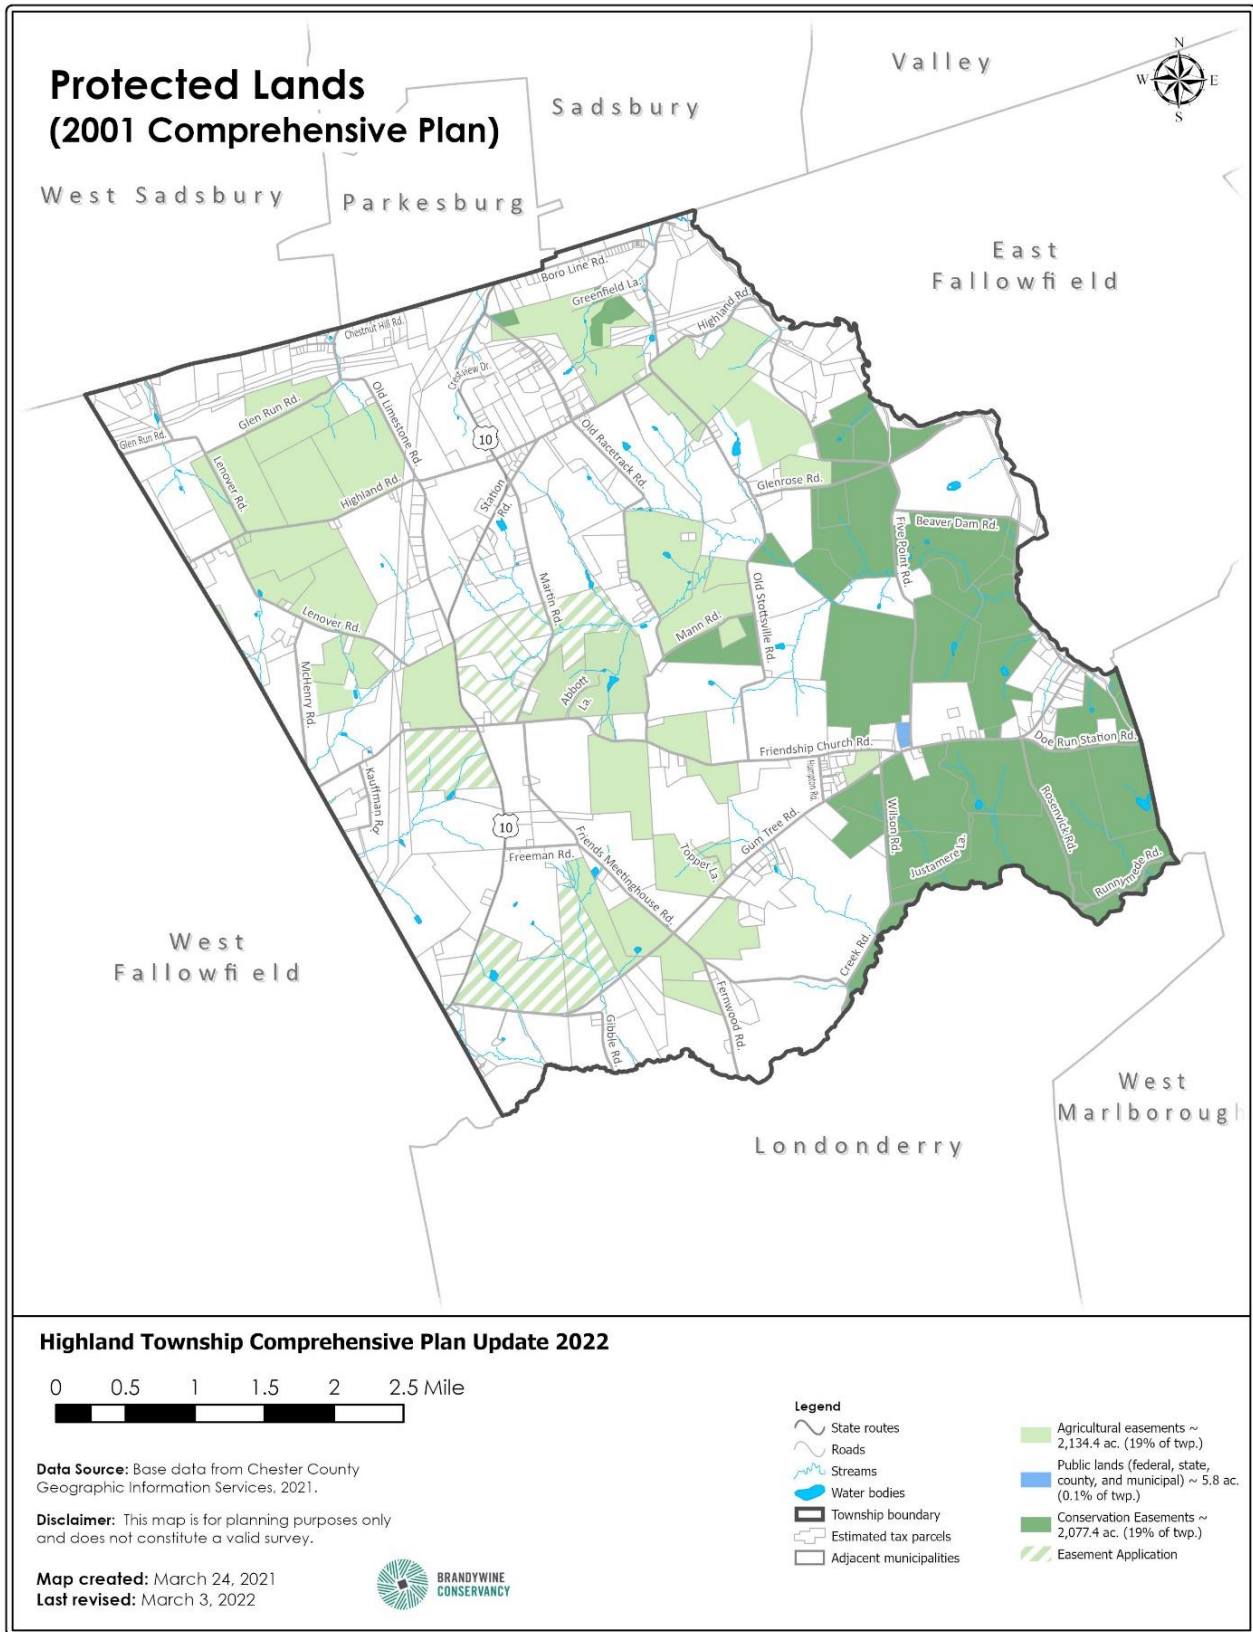 Protected Lands
(2001 Comprehensive Plan)
Valley
Sadsbury
West Sadsbury
Parkesburg
East
Fallowfield
N
W
E
S
Boro Line Rd.
Greenfield La.
Highland Rd.
Chestnut Hill Rd.
Crestview Dr.
Glen Run Rd.
Glen Run Rd.
Old Limestone Rd.
10
Old Racetrack Rd.
Lenover Rd.
Highland Rd.
Station Rd.
Glenrose Rd.
Five Point Rd.
Beaver Dam Rd.
Martin Rd.
Lenover Rd.
Mann Rd.
Old Stottsville Rd.
McHenry Rd.
Abbott La.
Friendship Church Rd.
Doe Run Station Rd.
Kauffman Rd.
Hampton Rd.
10
Freeman Rd.
Friends Meetinghouse Rd.
Topper La.
Gum Tree Rd.
Wilson Rd.
Justamere La.
Rosenvick Rd.
Runnymede Rd.
Creek Rd.
Fernwood Rd.
Gibble Rd.
West
Fallowfield
West
Marlborough
Londonderry
Highland Township Comprehensive Plan Update 2022
0 0.5 1 1.5 2 2.5 Mile
Data Source: Base data from Chester County
Geographic Information Services, 2021.
Disclaimer: This map is for planning purposes only
and does not constitute a valid survey.
Map created: March 24, 2021
Last revised: March 3, 2022
BRANDYWINE
CONSERVANCY
Legend
State routes
Roads
Streams
Water bodies
Township boundary
Estimated tax parcels
Adjacent municipalities
Agricultural easements ~
2,134.4 ac. (19% of twp.)
Public lands (federal, state,
county, and municipal) ~ 5.8 ac.
(0.1% of twp.)
Conservation Easements ~
2,077.4 ac. (19% of twp.)
Easement Application